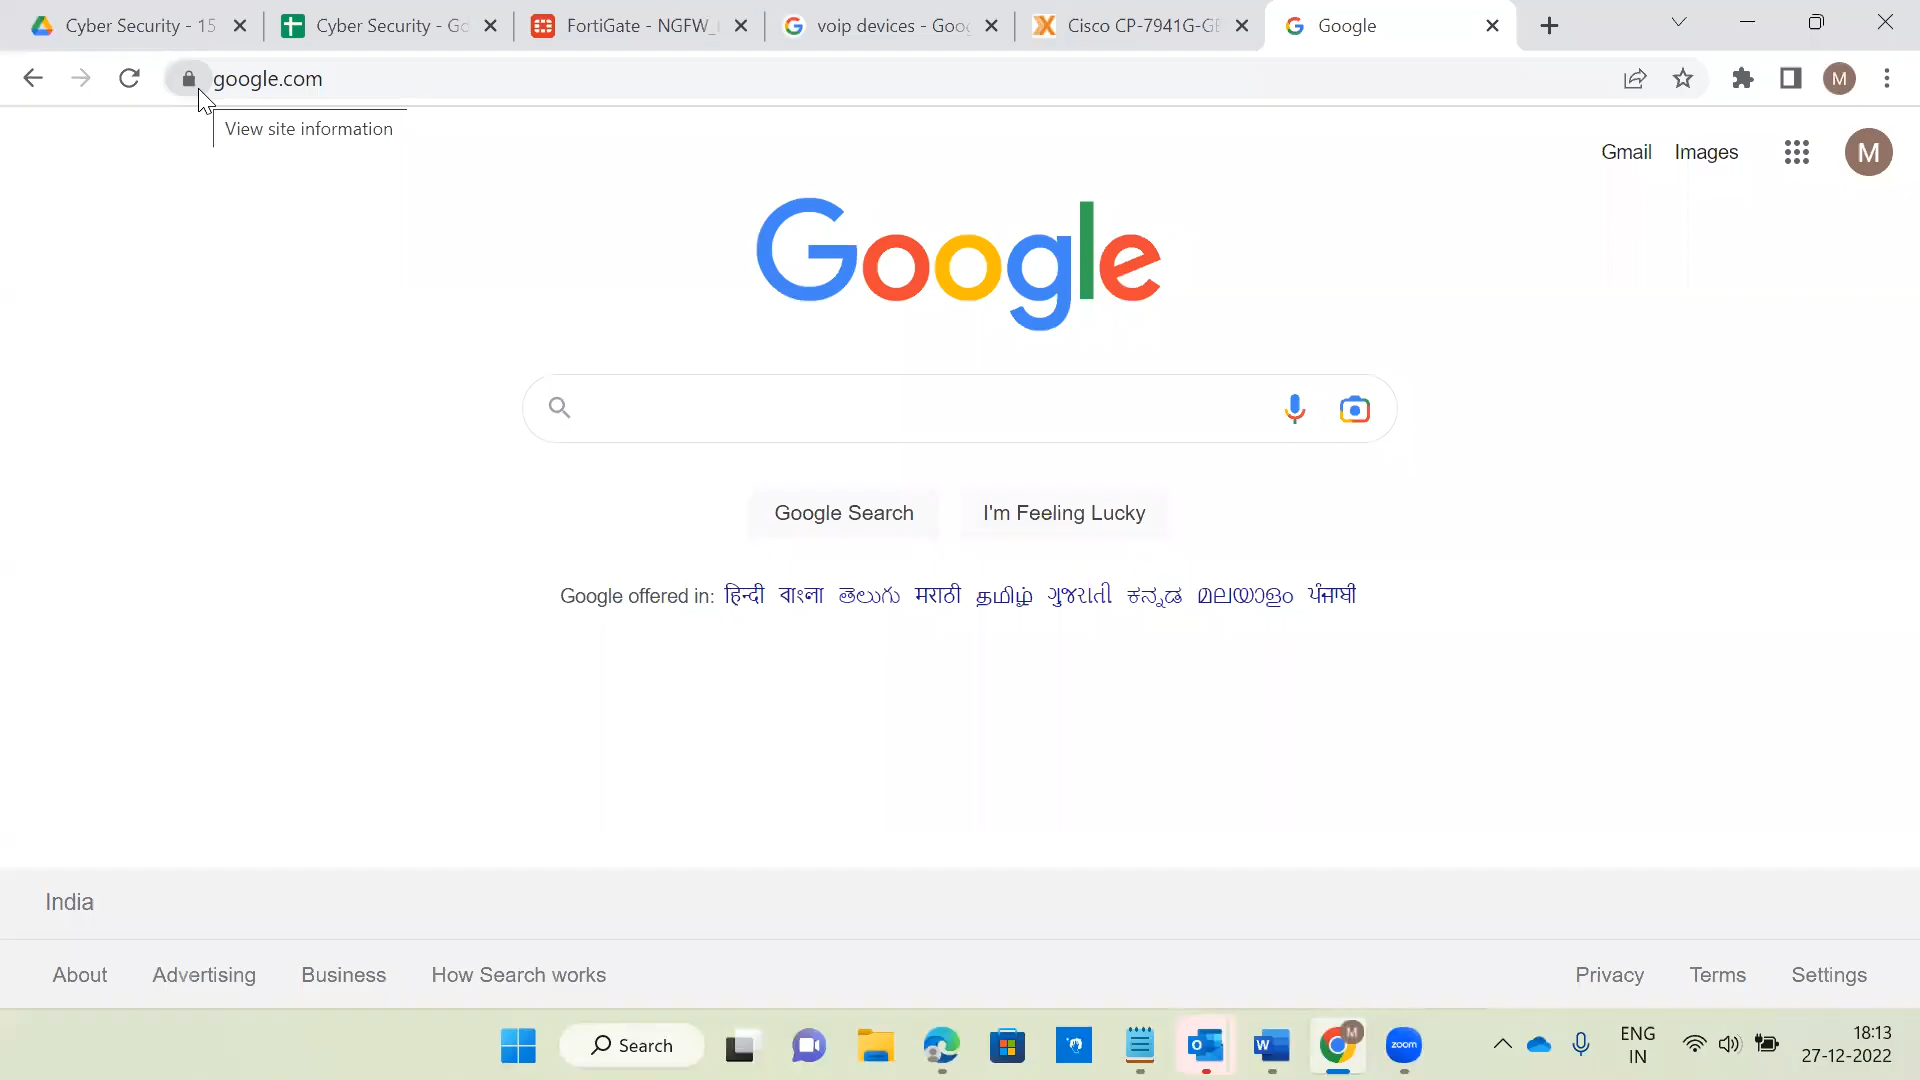 Cyber Security - 15 Cyber Security - Go FortiGate - NGFW_ voip devices - Goog Cisco CP-7941G-GE Google
google.com
View site information
Gmail Images M
Google
Google Search I'm Feeling Lucky
Google offered in: हिन्दी বাংলা తెలుగు मराठी தமிழ் ગુજરાતી ಕನ್ನಡ മലയാളം ਪੰਜਾਬੀ
India
About Advertising Business How Search works Privacy Terms Settings
Search zoom ENG IN 18:13
27-12-2022